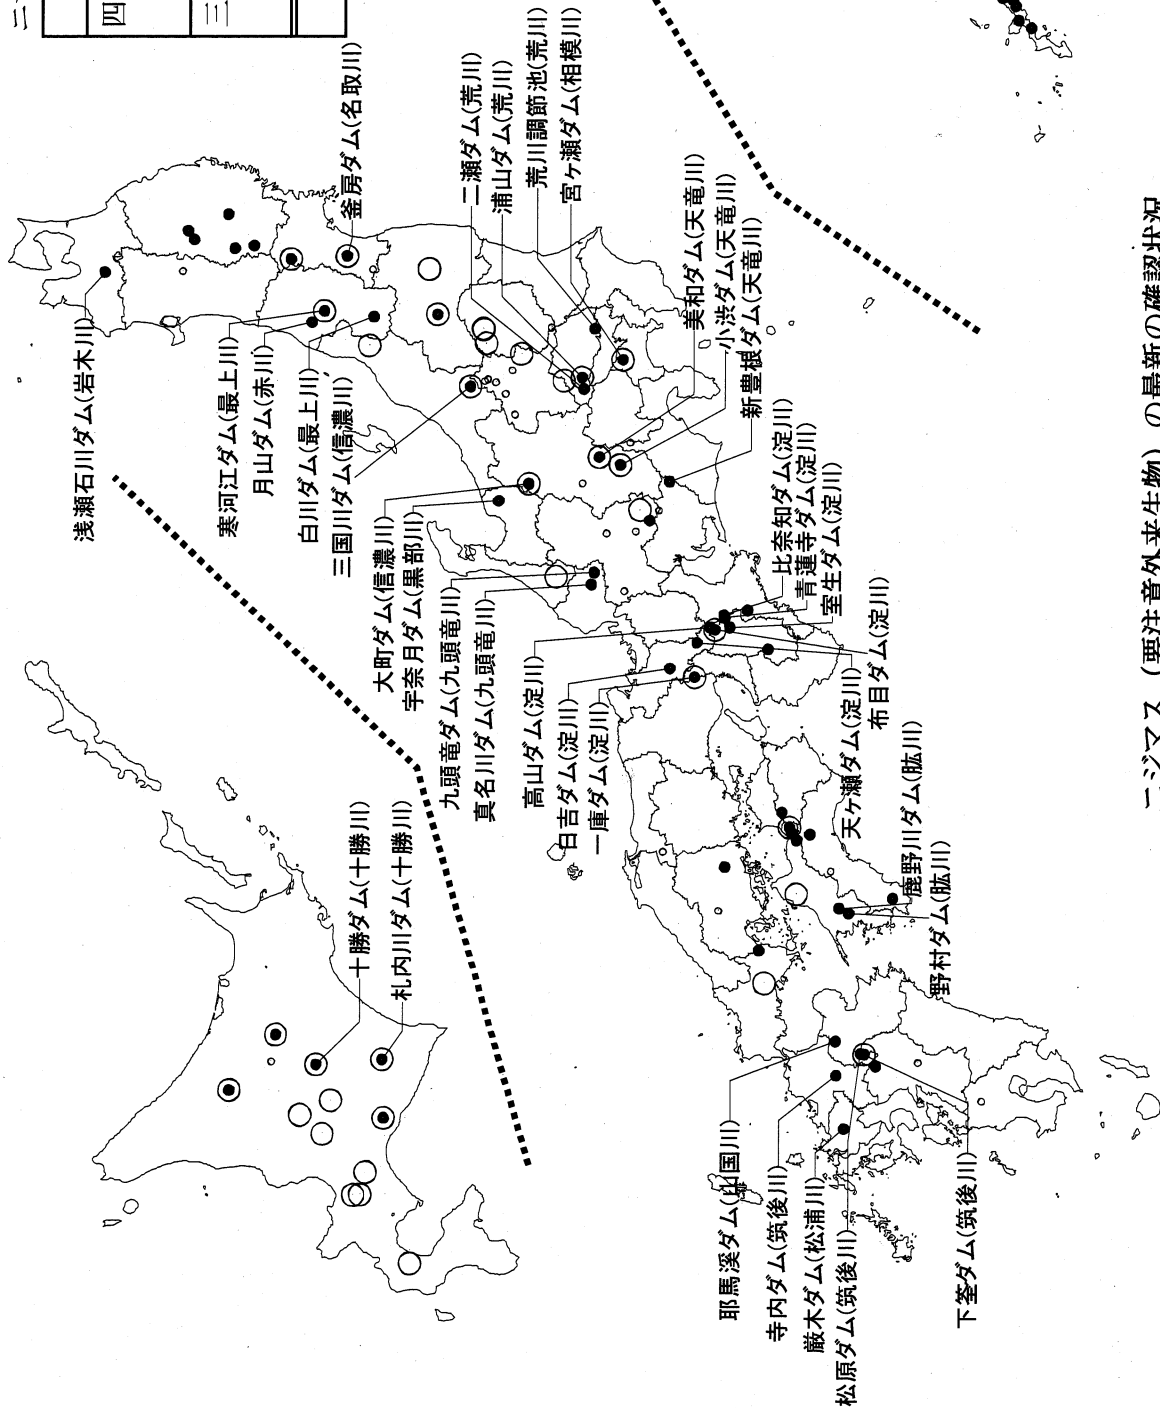 釜房ダム(名取川)
二瀬ダム(荒川)
浦山ダム(荒川)
荒川調節池(荒川)
宮ヶ瀬ダム(相模川)
美和ダム(天竜川)
小渋ダム(天竜川)
新豊根ダム(天竜川)
浅瀬石川ダム(岩木川)
寒河江ダム(最上川)
月山ダム(赤川)
白川ダム(最上川)
三国川ダム(信濃川)
大町ダム(信濃川)
宇奈月ダム(黒部川)
九頭竜ダム(九頭竜川)
真名川ダム(九頭竜川)
高山ダム(淀川)
日吉ダム(淀川)
一庫ダム(淀川)
比奈知ダム(淀川)
青蓮寺ダム(淀川)
室生ダム(淀川)
布目ダム(淀川)
天ヶ瀬ダム(淀川)
鹿野川ダム(肱川)
野村ダム(肱川)
十勝ダム(十勝川)
札内川ダム(十勝川)
耶馬溪ダム(山国川)
寺内ダム(筑後川)
厳木ダム(松浦川)
松原ダム(筑後川)
下筌ダム(筑後川)
ニジマス（要注意外来生物）の最新の確認状況
四
三